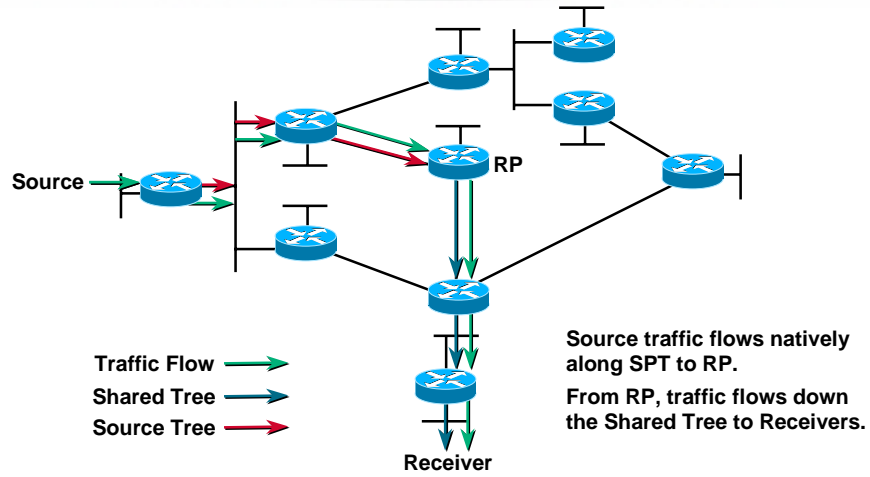 RP
Source
Traffic Flow
Shared Tree
Source Tree
Source traffic flows natively
along SPT to RP.
From RP, traffic flows down
the Shared Tree to Receivers.
Receiver